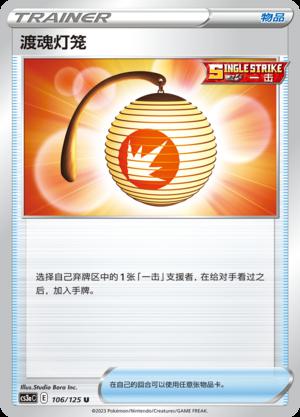 TRAINER
物品
渡魂灯笼
SINGLE STRIKE
一击
选择自己弃牌区中的1张「一击」支援者，在给对手看过之
后，加入手牌。
Illus.Studio Bora Inc.
CS3aC E 106/125 U
在自己的回合可以使用任意张物品卡。
©2023 Pokémon/Nintendo/Creatures/GAME FREAK.